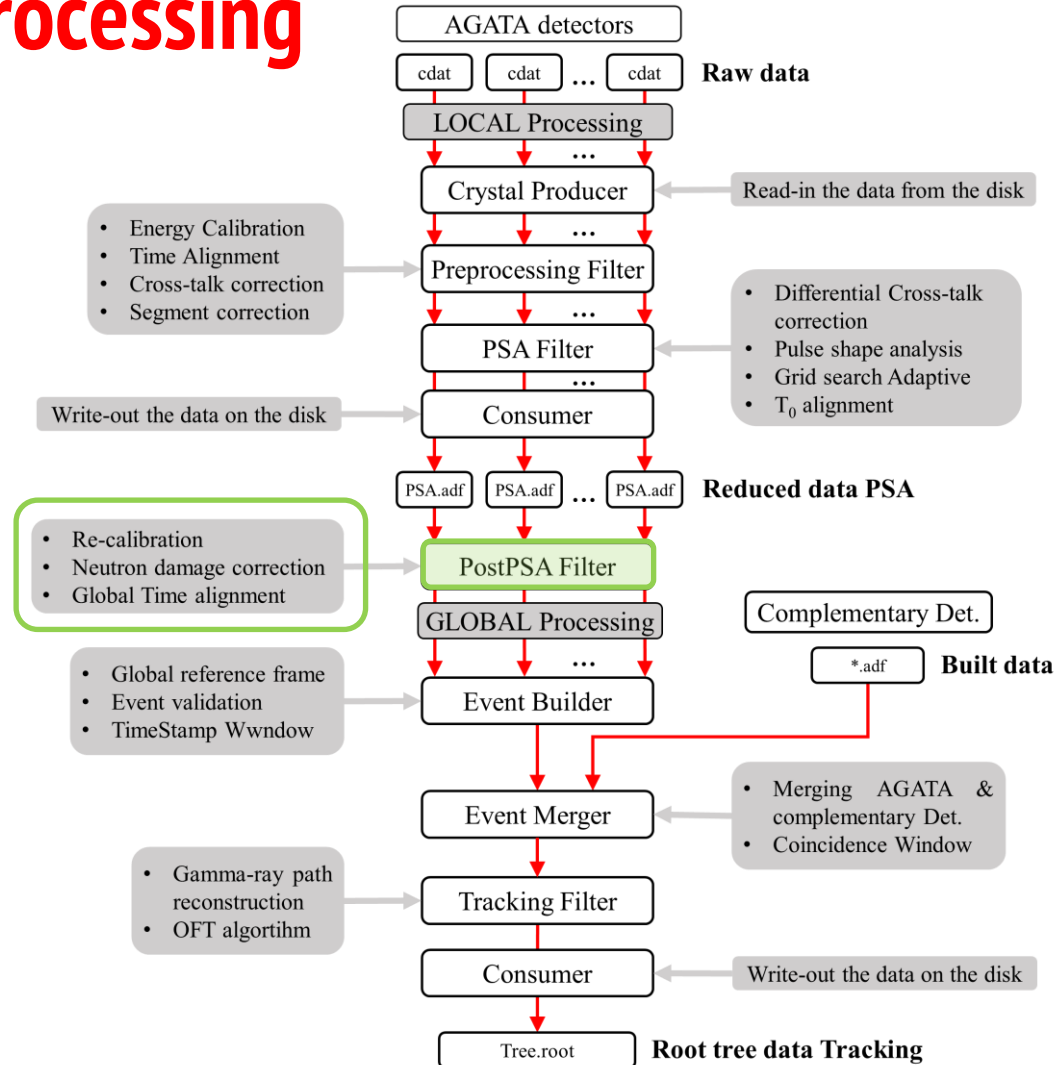 rocessing
AGATA detectors
cdat cdat ... cdat Raw data
LOCAL Processing
...
Crystal Producer
Read-in the data from the disk
...
• Energy Calibration
• Time Alignment
• Cross-talk correction
• Segment correction
Preprocessing Filter
...
• Differential Cross-talk
correction
• Pulse shape analysis
• Grid search Adaptive
• T₀ alignment
PSA Filter
...
Write-out the data on the disk
Consumer
PSA.adf PSA.adf ... PSA.adf Reduced data PSA
• Re-calibration
• Neutron damage correction
• Global Time alignment
PostPSA Filter
GLOBAL Processing
...
Complementary Det.
*.adf Built data
• Global reference frame
• Event validation
• TimeStamp Wwndow
Event Builder
Event Merger
• Merging AGATA &
complementary Det.
• Coincidence Window
• Gamma-ray path
reconstruction
• OFT algortihm
Tracking Filter
Consumer
Write-out the data on the disk
Tree.root Root tree data Tracking